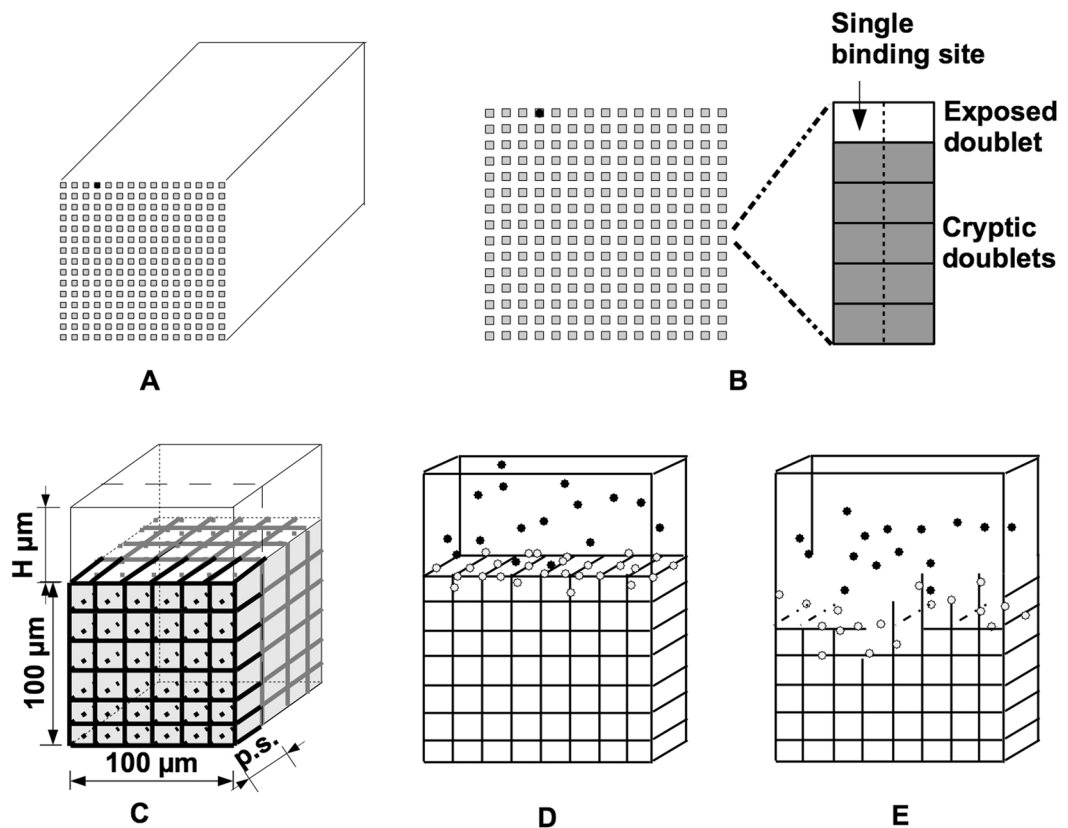 Single
binding site
Exposed
doublet
Cryptic
doublets
A
B
H µm
100 µm
100 µm
p.s.
C
D
E